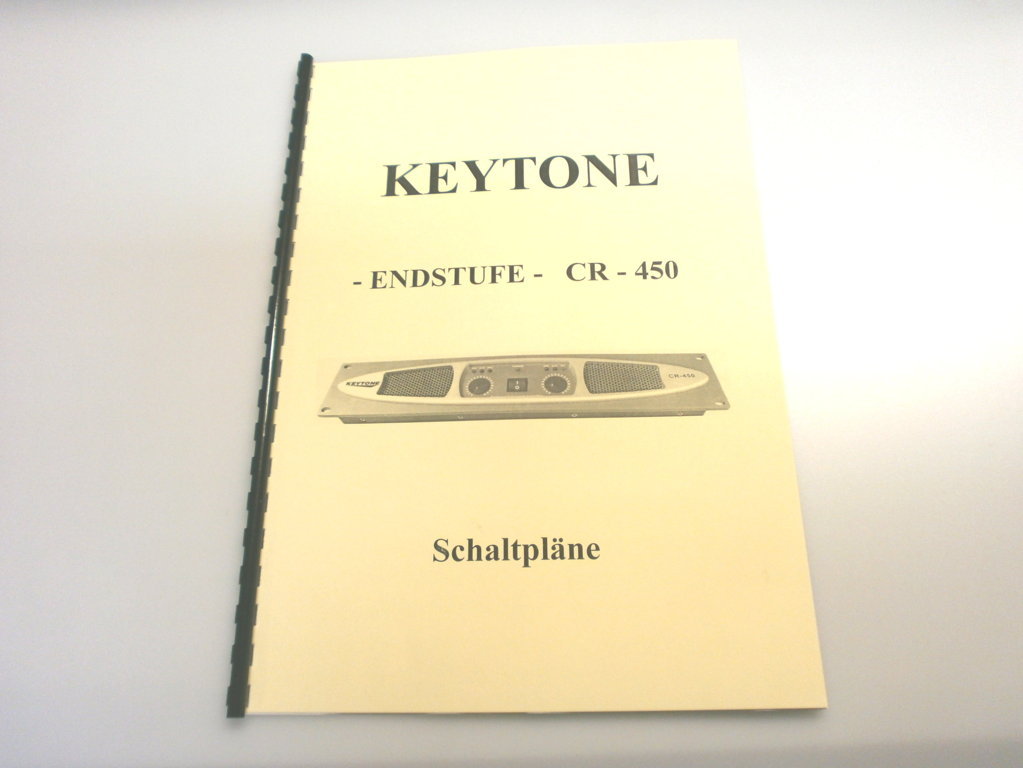 KEYTONE
- ENDSTUFE - CR - 450
KEYTONE
CR-450
Schaltpläne